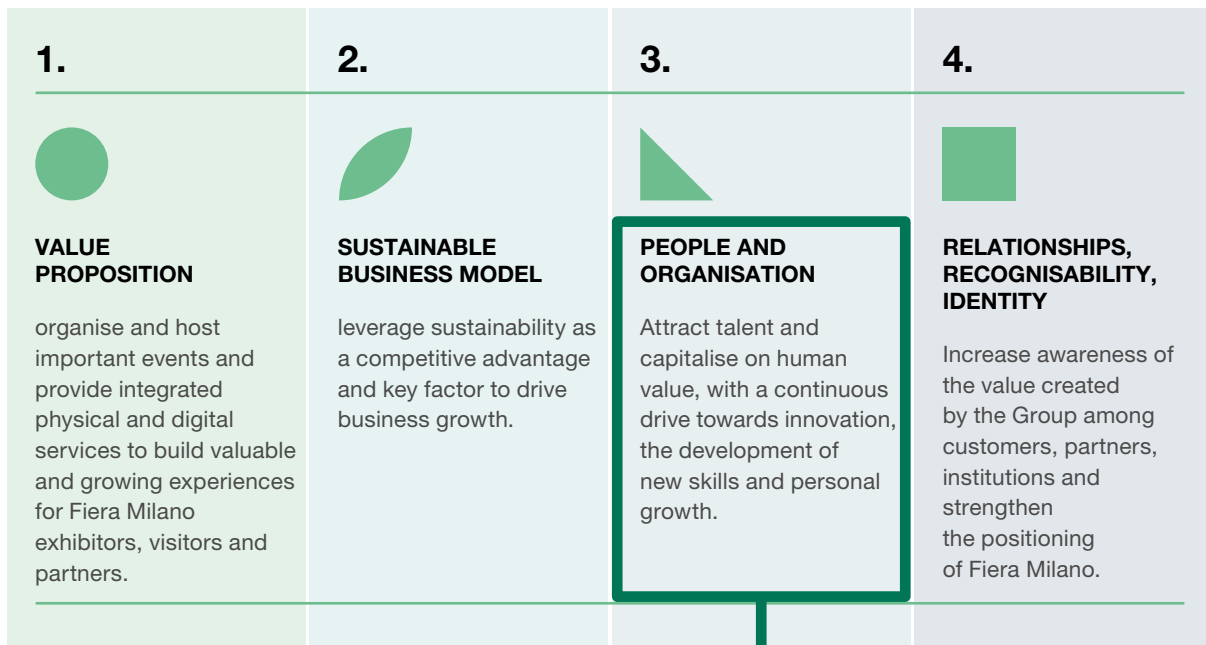 1.
VALUE
PROPOSITION
organise and host
important events and
provide integrated
physical and digital
services to build valuable
and growing experiences
for Fiera Milano
exhibitors, visitors and
partners.
2.
SUSTAINABLE
BUSINESS MODEL
leverage sustainability as
a competitive advantage
and key factor to drive
business growth.
3.
PEOPLE AND
ORGANISATION
Attract talent and
capitalise on human
value, with a continuous
drive towards innovation,
the development of
new skills and personal
growth.
4.
RELATIONSHIPS,
RECOGNISABILITY,
IDENTITY
Increase awareness of
the value created
by the Group among
customers, partners,
institutions and
strengthen
the positioning
of Fiera Milano.